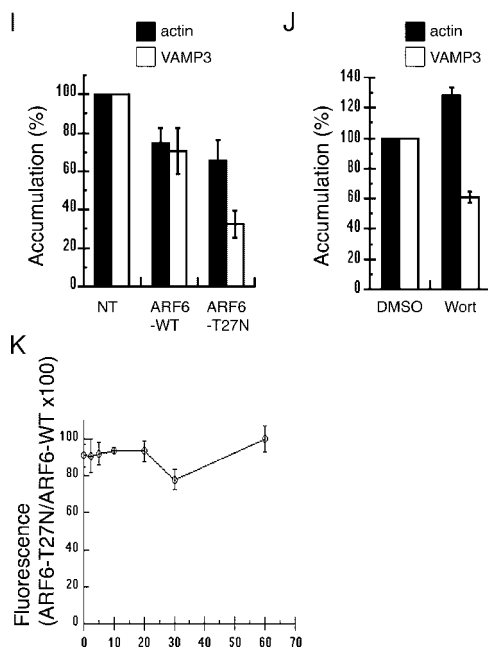 I
actin
VAMP3
Accumulation (%)
100
80
60
40
20
0
NT
ARF6
-WT
ARF6
-T27N
J
actin
VAMP3
Accumulation (%)
140
120
100
80
60
40
20
0
DMSO
Wort
K
Fluorescence
(ARF6-T27N/ARF6-WT x100)
100
80
60
40
20
0
0 10 20 30 40 50 60 70